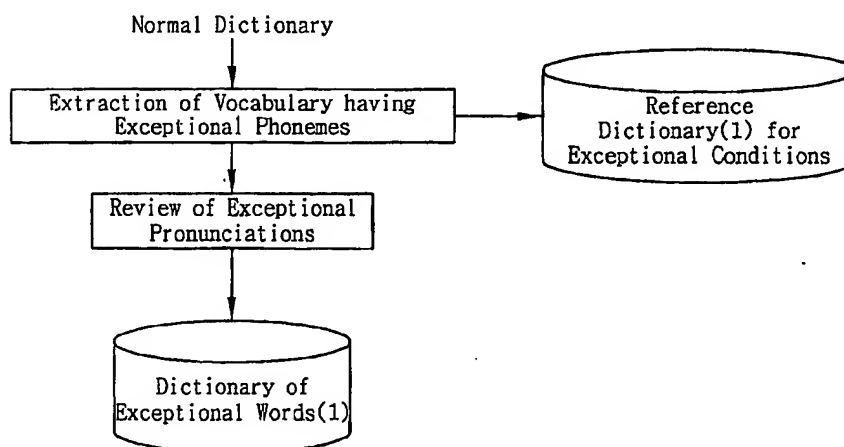 Normal Dictionary
Extraction of Vocabulary having
Exceptional Phonemes
Reference
Dictionary(1) for
Exceptional Conditions
Review of Exceptional
Pronunciations
Dictionary of
Exceptional Words(1)